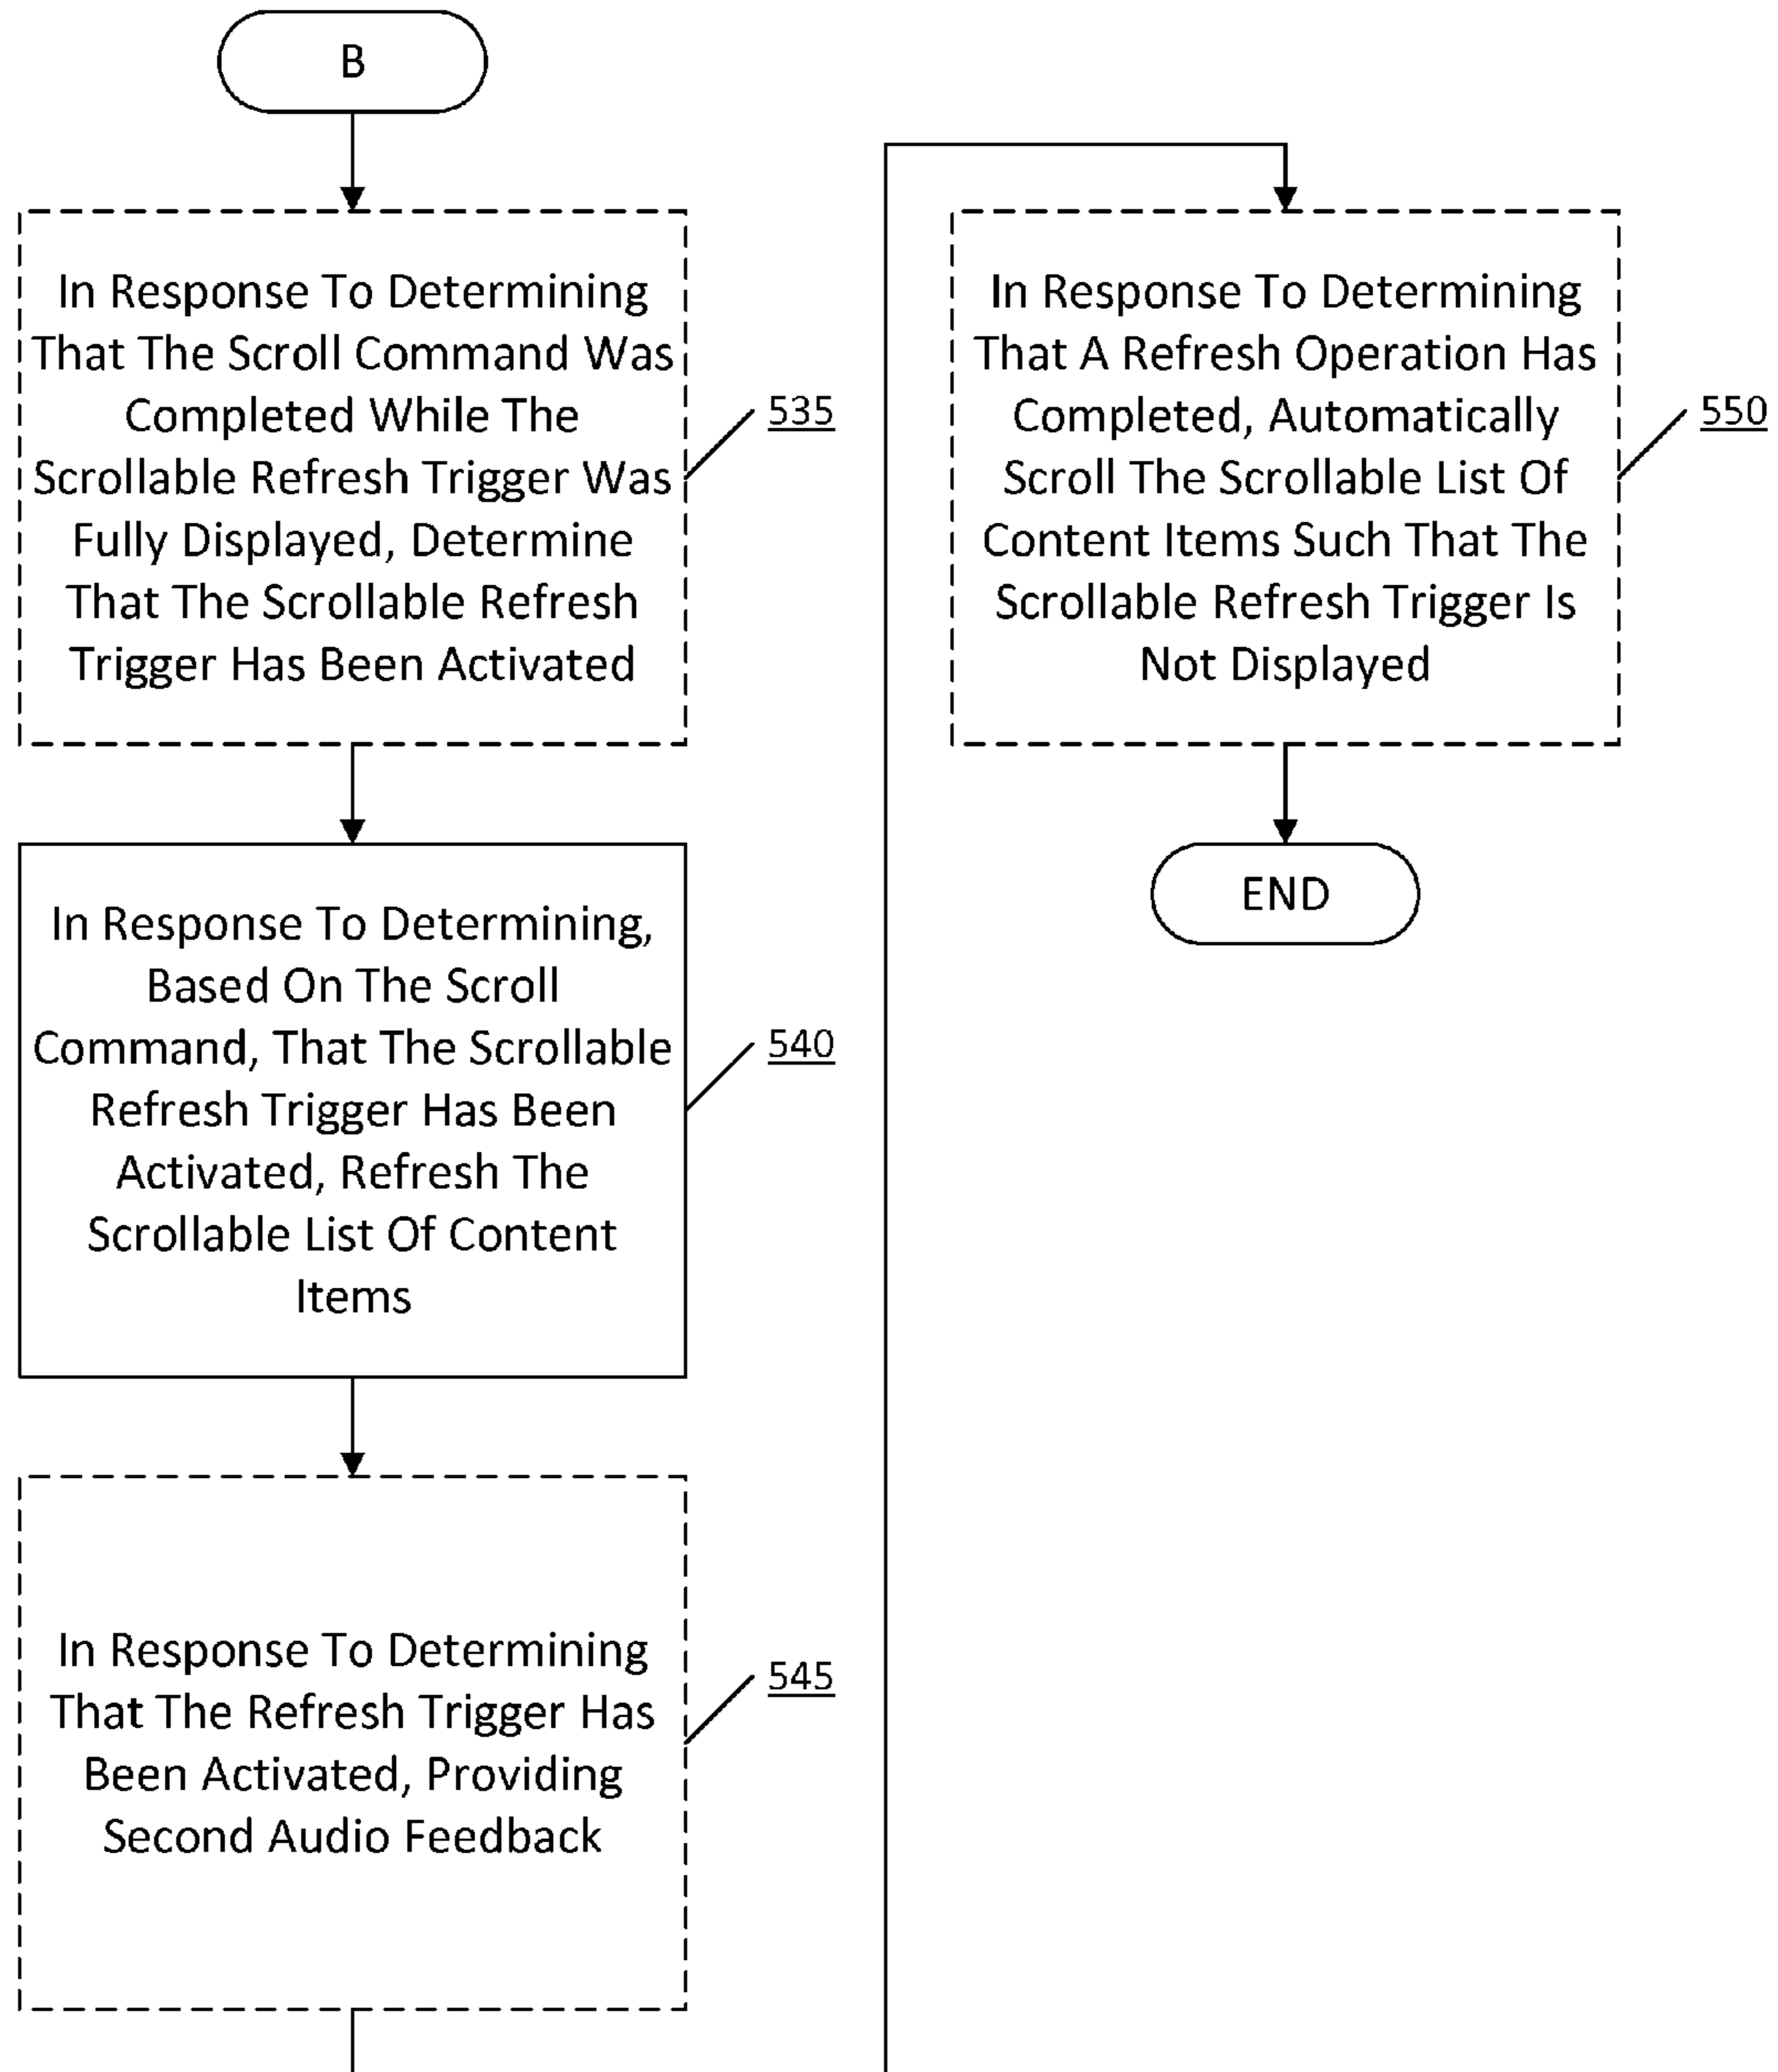 B
In Response To Determining
That The Scroll Command Was
Completed While The
Scrollable Refresh Trigger Was
Fully Displayed, Determine
That The Scrollable Refresh
Trigger Has Been Activated
535
In Response To Determining,
Based On The Scroll
Command, That The Scrollable
Refresh Trigger Has Been
Activated, Refresh The
Scrollable List Of Content
Items
540
In Response To Determining
That The Refresh Trigger Has
Been Activated, Providing
Second Audio Feedback
545
In Response To Determining
That A Refresh Operation Has
Completed, Automatically
Scroll The Scrollable List Of
Content Items Such That The
Scrollable Refresh Trigger Is
Not Displayed
550
END